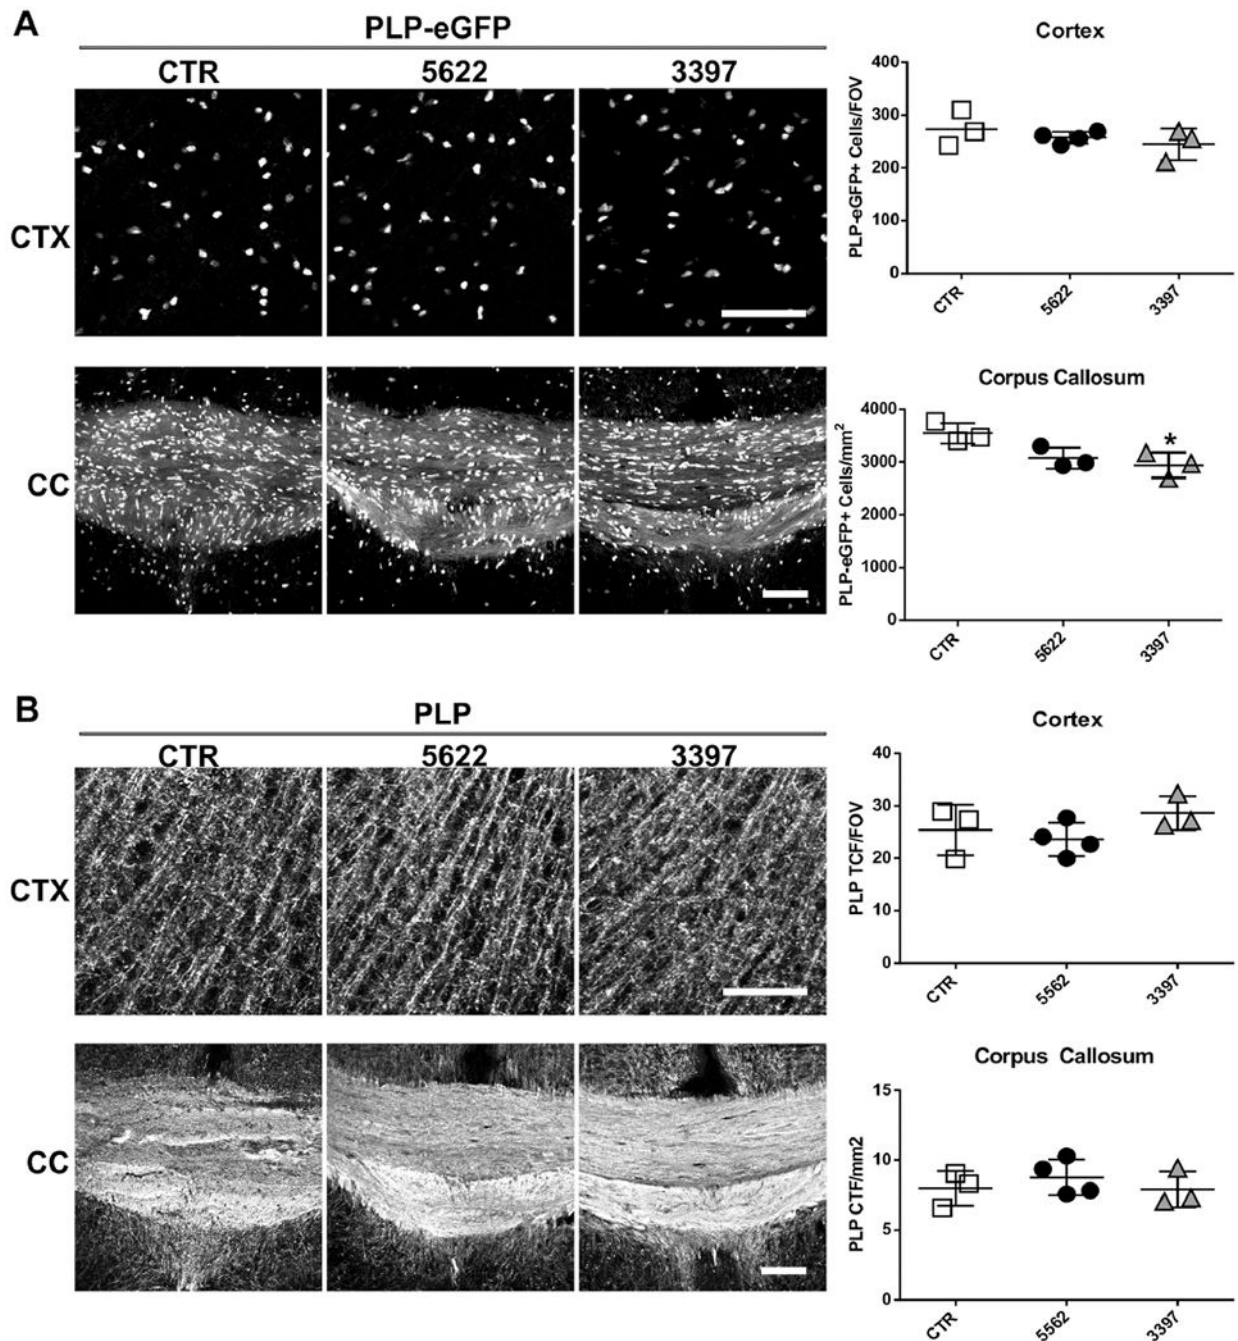 A
PLP-eGFP
CTR 5622 3397
CTX
CC
Cortex
PLP-eGFP+ Cells/FOV
400
300
200
100
0
CTR 5622 3397
Corpus Callosum
PLP-eGFP+ Cells/mm2
4000
3000
2000
1000
0
*
CTR 5622 3397
B
PLP
CTR 5622 3397
CTX
CC
Cortex
PLP TCF/FOV
40
30
20
10
0
CTR 5562 3397
Corpus Callosum
PLP CTF/mm2
15
10
5
0
CTR 5562 3397